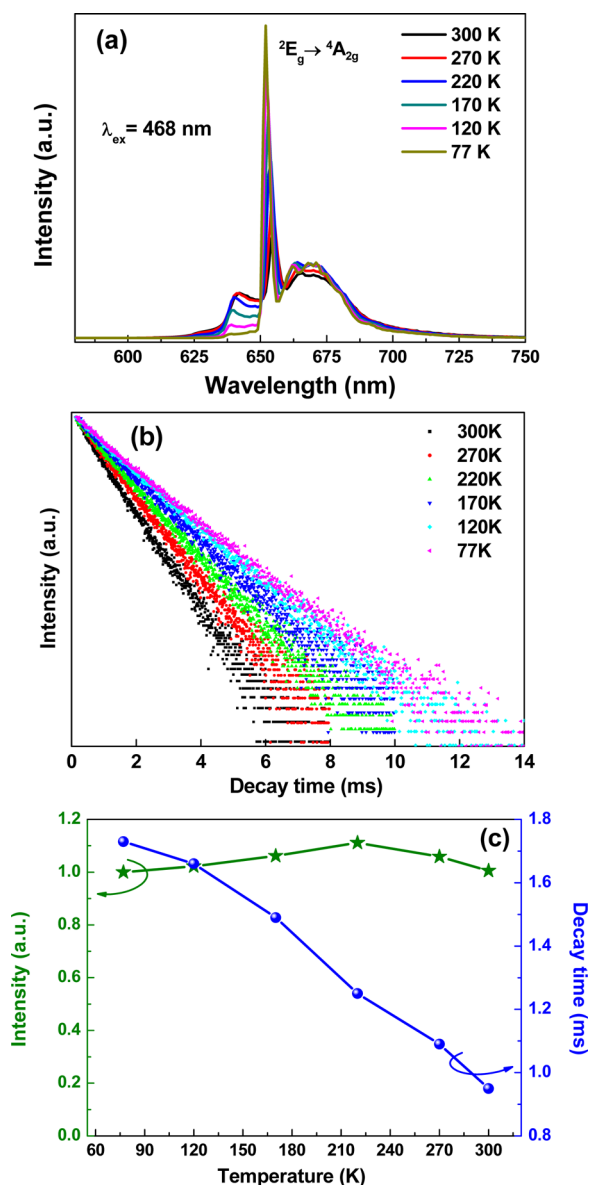 (a)
²E_g → ⁴A_2g
λ_ex = 468 nm
300 K
270 K
220 K
170 K
120 K
77 K
Intensity (a.u.)
600 625 650 675 700 725 750
Wavelength (nm)
(b)
300K
270K
220K
170K
120K
77K
Intensity (a.u.)
0 2 4 6 8 10 12 14
Decay time (ms)
(c)
1.2
1.0
0.8
0.6
0.4
0.2
0.0
Intensity (a.u.)
1.8
1.6
1.4
1.2
1.0
0.8
Decay time (ms)
60 90 120 150 180 210 240 270 300
Temperature (K)